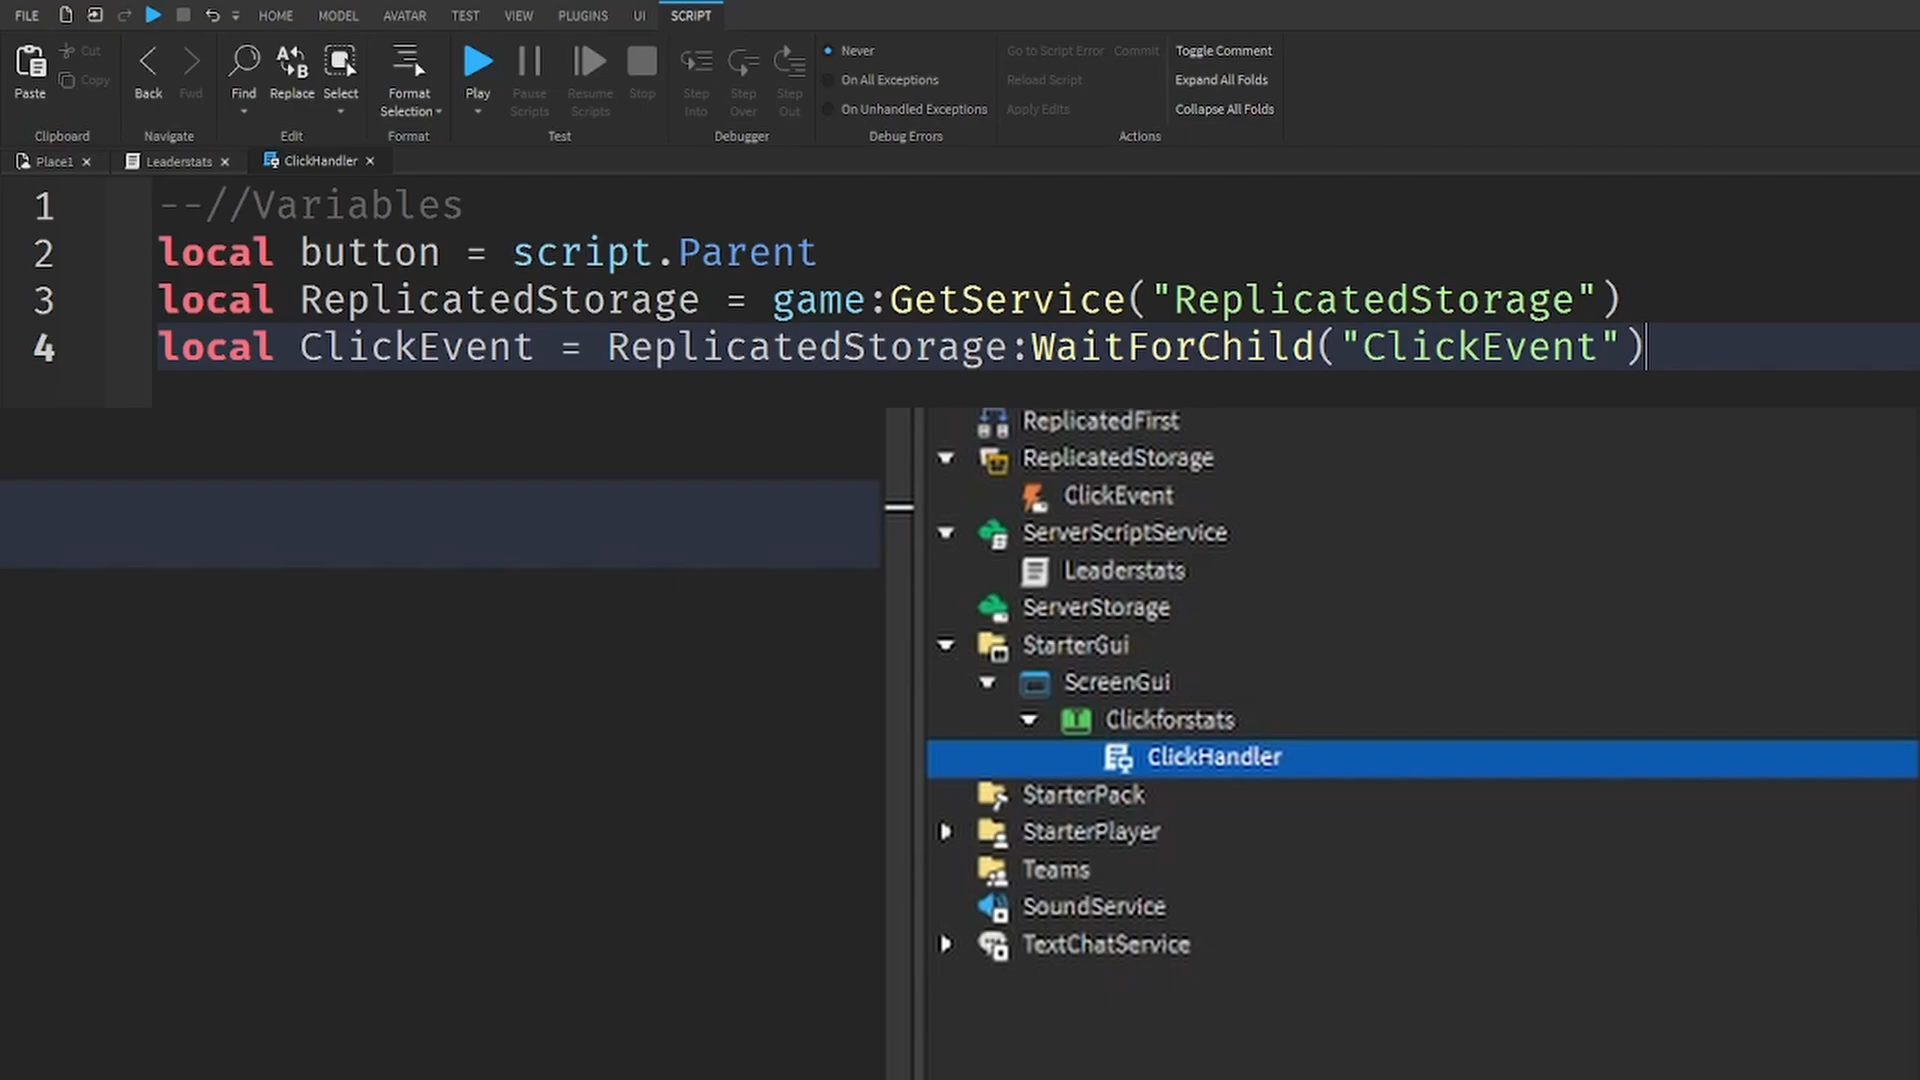 FILE HOME MODEL AVATAR TEST VIEW PLUGINS UI SCRIPT
Paste Cut Copy
Clipboard
Back Fwd
Navigate
Find Replace Select
Edit
Format Selection
Format
Play Pause Scripts Resume Scripts Stop
Test
Step Into Step Over Step Out
Debugger
Never
On All Exceptions
On Unhandled Exceptions
Debug Errors
Go to Script Error Commit
Reload Script
Apply Edits
Toggle Comment
Expand All Folds
Collapse All Folds
Actions
Place1 × Leaderstats × ClickHandler ×
1 --//Variables
2 local button = script.Parent
3 local ReplicatedStorage = game:GetService("ReplicatedStorage")
4 local ClickEvent = ReplicatedStorage:WaitForChild("ClickEvent")
ReplicatedFirst
ReplicatedStorage
ClickEvent
ServerScriptService
Leaderstats
ServerStorage
StarterGui
ScreenGui
Clickforstats
ClickHandler
StarterPack
StarterPlayer
Teams
SoundService
TextChatService